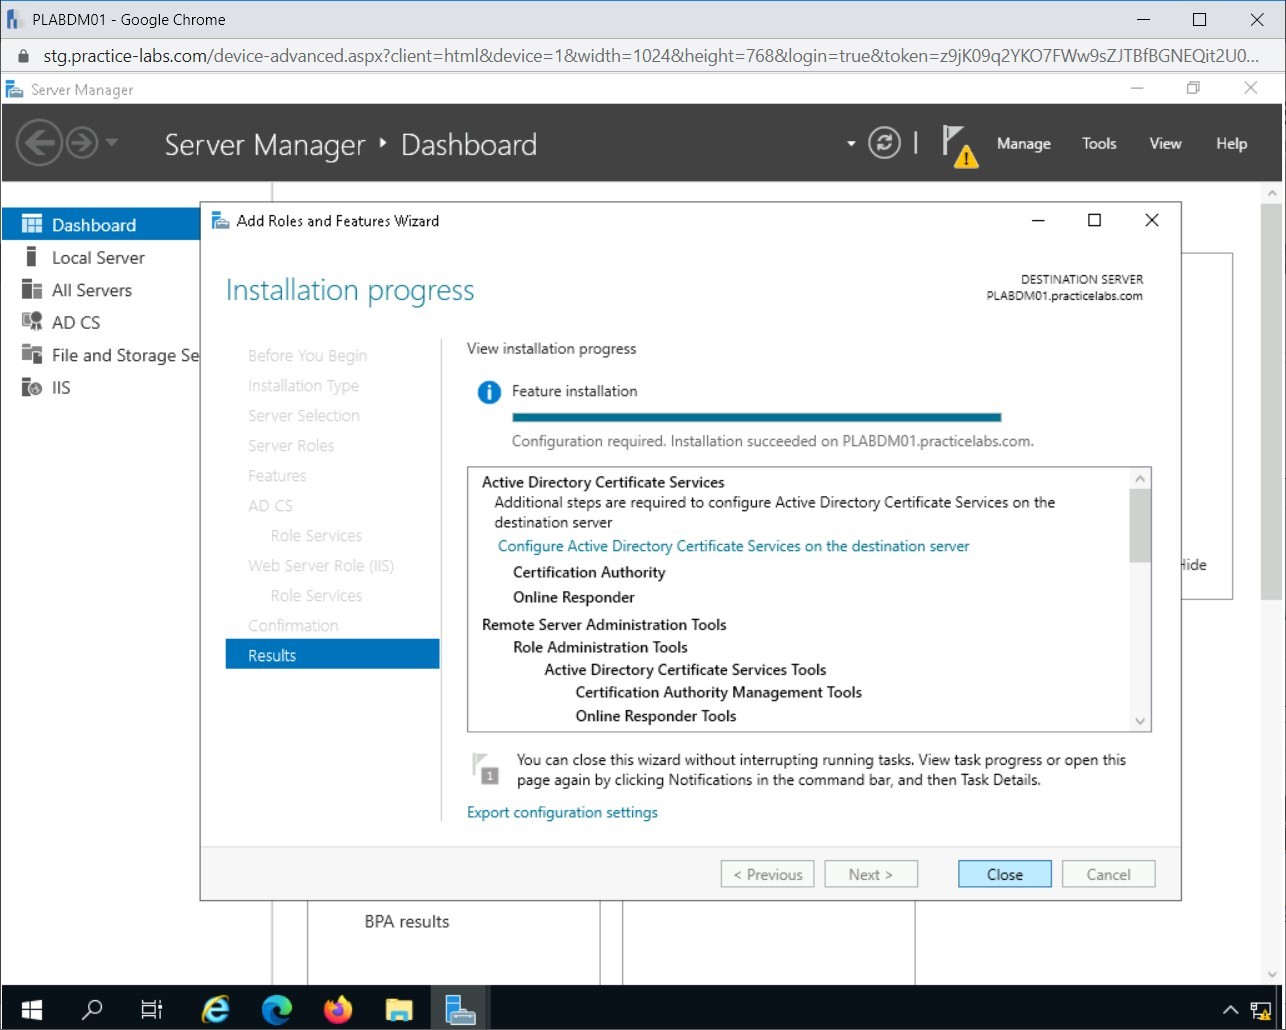 PLABDM01 - Google Chrome
stg.practice-labs.com/device-advanced.aspx?client=html&device=1&width=1024&height=768&login=true&token=z9jK09q2YKO7FWw9sZJTBfBGNEQit2U0...
Server Manager
Server Manager ‣ Dashboard
Manage Tools View Help
Dashboard
Local Server
All Servers
AD CS
File and Storage Se
IIS
Add Roles and Features Wizard
Installation progress
DESTINATION SERVER
PLABDM01.practicelabs.com
Before You Begin
Installation Type
Server Selection
Server Roles
Features
AD CS
Role Services
Web Server Role (IIS)
Role Services
Confirmation
Results
View installation progress
Feature installation
Configuration required. Installation succeeded on PLABDM01.practicelabs.com.
Active Directory Certificate Services
Additional steps are required to configure Active Directory Certificate Services on the
destination server
Configure Active Directory Certificate Services on the destination server
Certification Authority
Online Responder
Remote Server Administration Tools
Role Administration Tools
Active Directory Certificate Services Tools
Certification Authority Management Tools
Online Responder Tools
1
You can close this wizard without interrupting running tasks. View task progress or open this
page again by clicking Notifications in the command bar, and then Task Details.
Export configuration settings
< Previous
Next >
Close
Cancel
Hide
BPA results